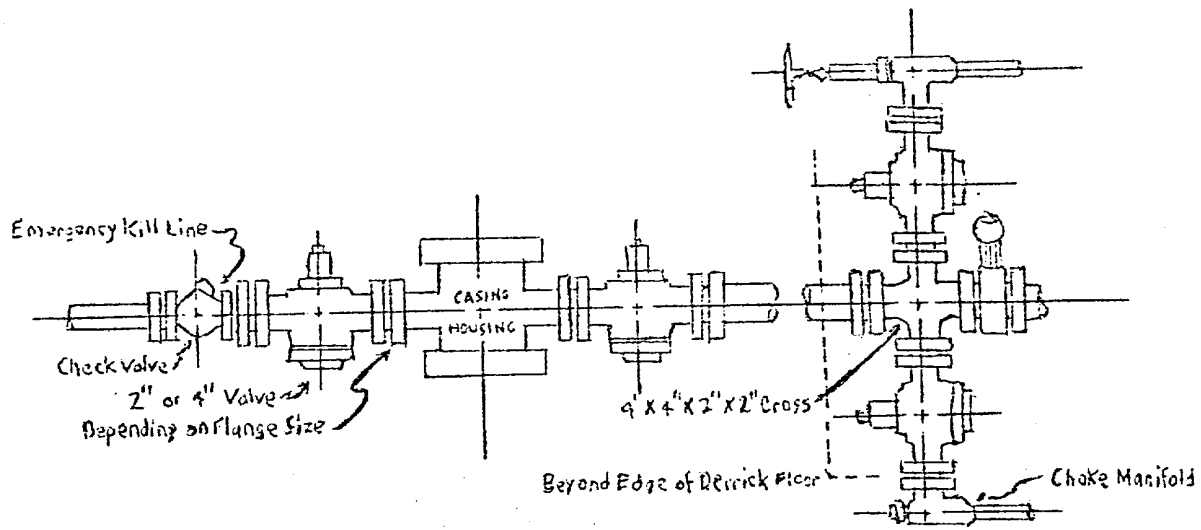 Emergency Kill Line
CASING
HOUSING
Check Valve
2" or 4" Valve
Depending on Flange Size
4" X 4" X 2" X 2" Cross
Beyond Edge of Derrick Floor
Choke Manifold